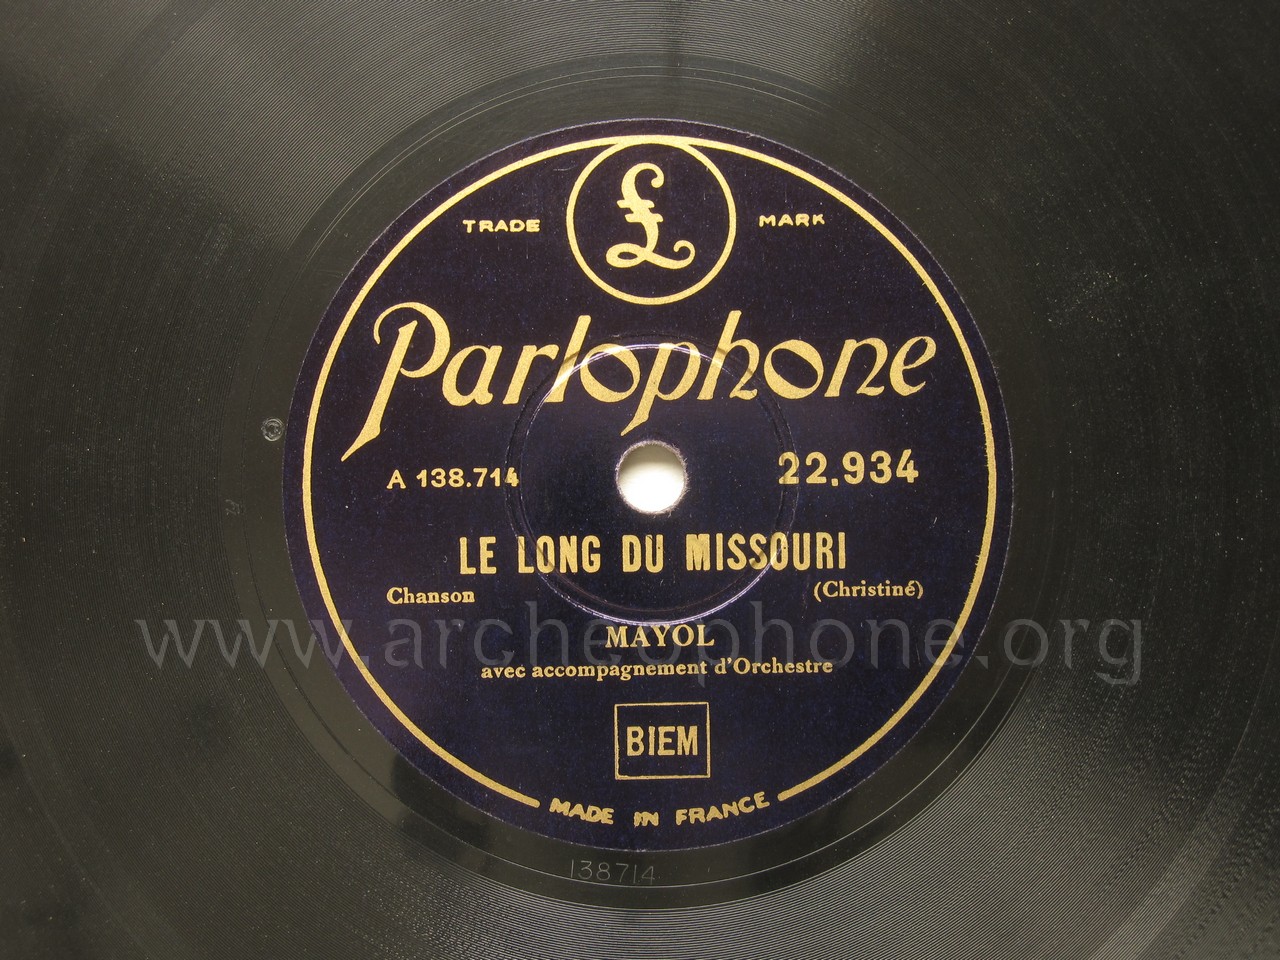 £
TRADE MARK
Parlophone
A 138.714 22.934
LE LONG DU MISSOURI
Chanson (Christiné)
www.archeophone.org
MAYOL
avec accompagnement d'Orchestre
BIEM
MADE IN FRANCE
138714